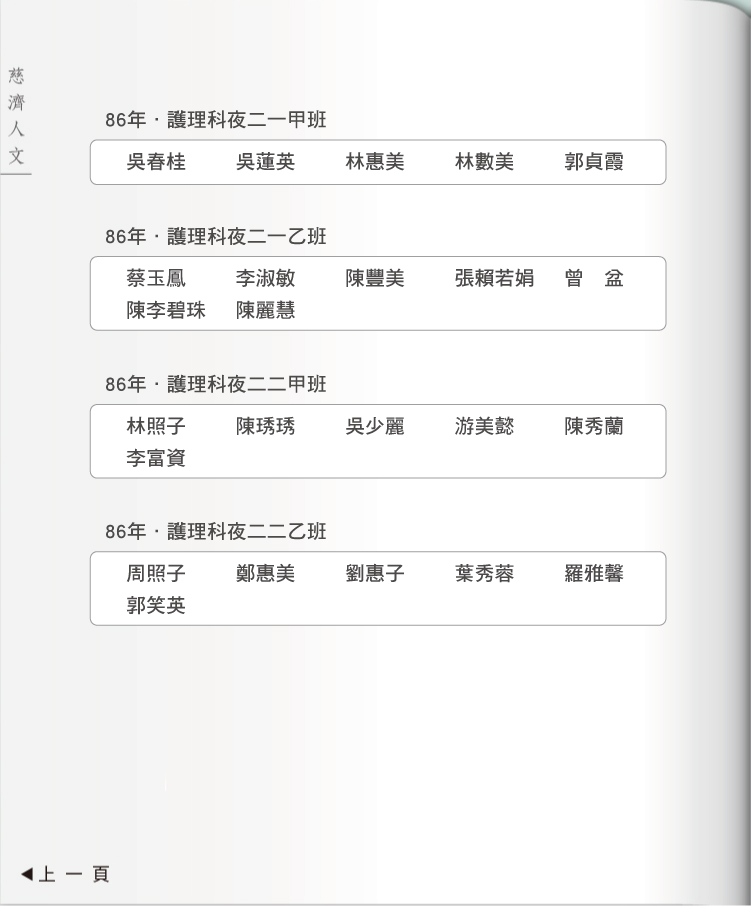 慈濟人文
86年・護理科夜二一甲班
吳春桂 吳蓮英 林惠美 林數美 郭貞霞
86年・護理科夜二一乙班
蔡玉鳳 李淑敏 陳豐美 張賴若娟 曾　盆
陳李碧珠 陳麗慧
86年・護理科夜二二甲班
林照子 陳琇琇 吳少麗 游美懿 陳秀蘭
李富資
86年・護理科夜二二乙班
周照子 鄭惠美 劉惠子 葉秀蓉 羅雅馨
郭笑英
◀上一頁